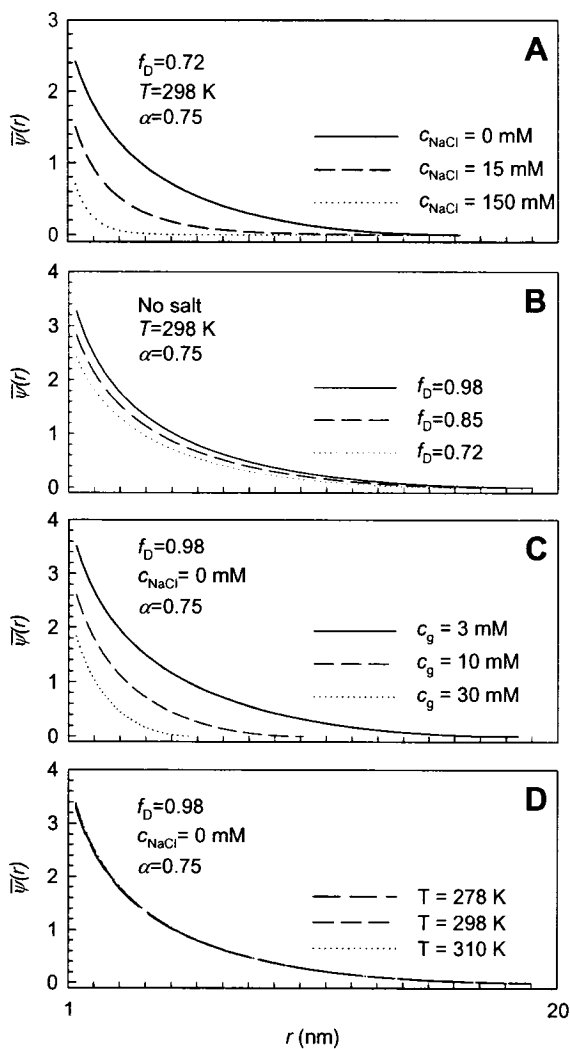 A
f_D=0.72
T=298 K
α=0.75
c_NaCl = 0 mM
c_NaCl = 15 mM
c_NaCl = 150 mM
3
2
1
0
ψ̅(r)
B
No salt
T=298 K
α=0.75
f_D=0.98
f_D=0.85
f_D=0.72
4
3
2
1
0
ψ̅(r)
C
f_D=0.98
c_NaCl= 0 mM
α=0.75
c_g = 3 mM
c_g = 10 mM
c_g = 30 mM
4
3
2
1
0
ψ̅(r)
D
f_D=0.98
c_NaCl= 0 mM
α=0.75
T = 278 K
T = 298 K
T = 310 K
4
3
2
1
0
ψ̅(r)
1
20
r (nm)